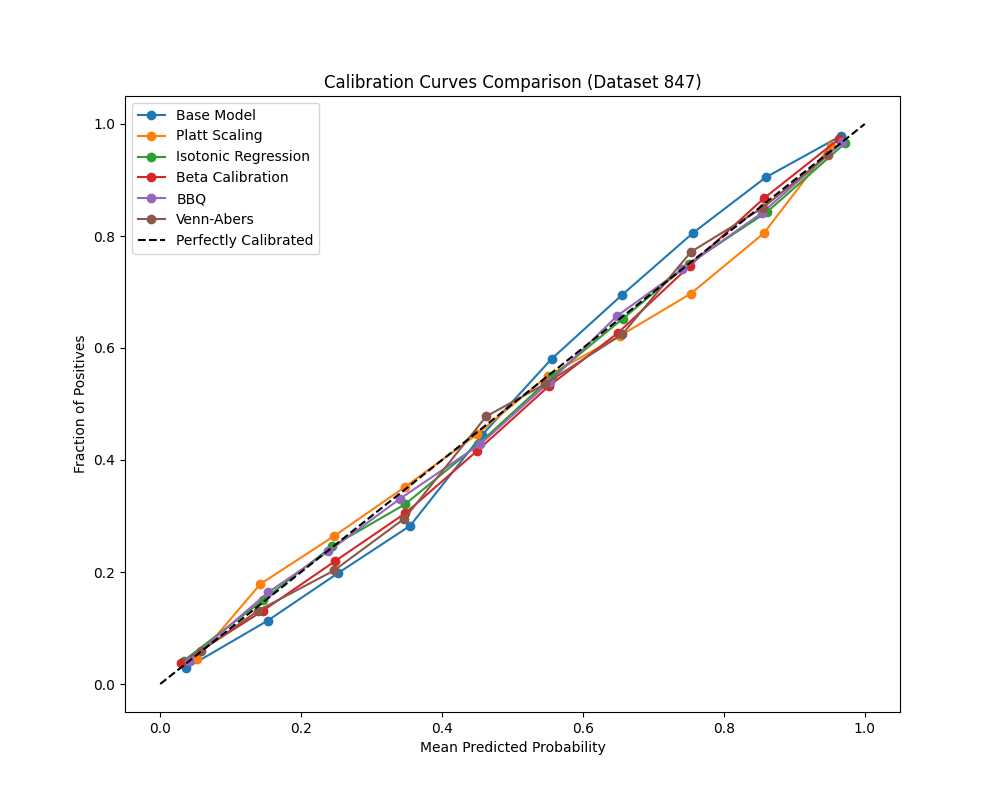 Calibration Curves Comparison (Dataset 847)
Base Model
Platt Scaling
Isotonic Regression
Beta Calibration
BBQ
Venn-Abers
Perfectly Calibrated
1.0
0.8
0.6
0.4
0.2
0.0
Fraction of Positives
0.0 0.2 0.4 0.6 0.8 1.0
Mean Predicted Probability